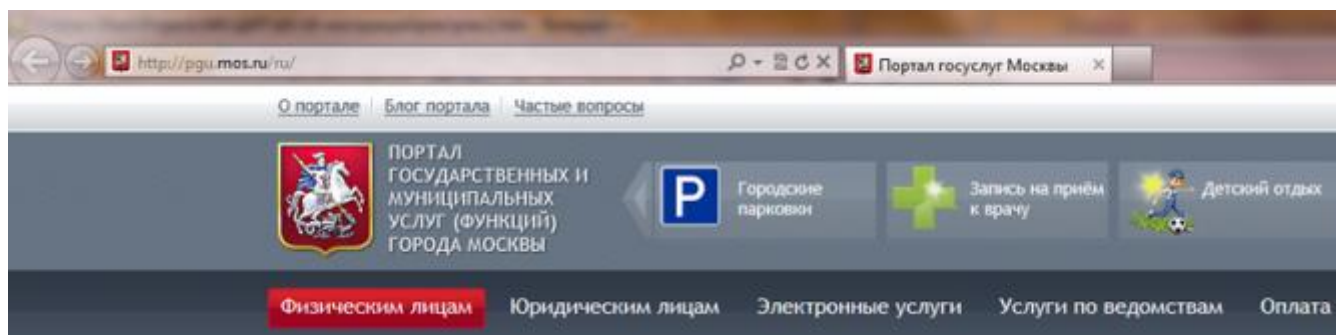 http://pgu.mos.ru/ru/
Портал госуслуг Москвы
О портале Блог портала Частые вопросы
ПОРТАЛ
ГОСУДАРСТВЕННЫХ И
МУНИЦИПАЛЬНЫХ
УСЛУГ (ФУНКЦИЙ)
ГОРОДА МОСКВЫ
P
Городские
парковки
Запись на приём
к врачу
Детский отдых
Физическим лицам Юридическим лицам Электронные услуги Услуги по ведомствам Оплата